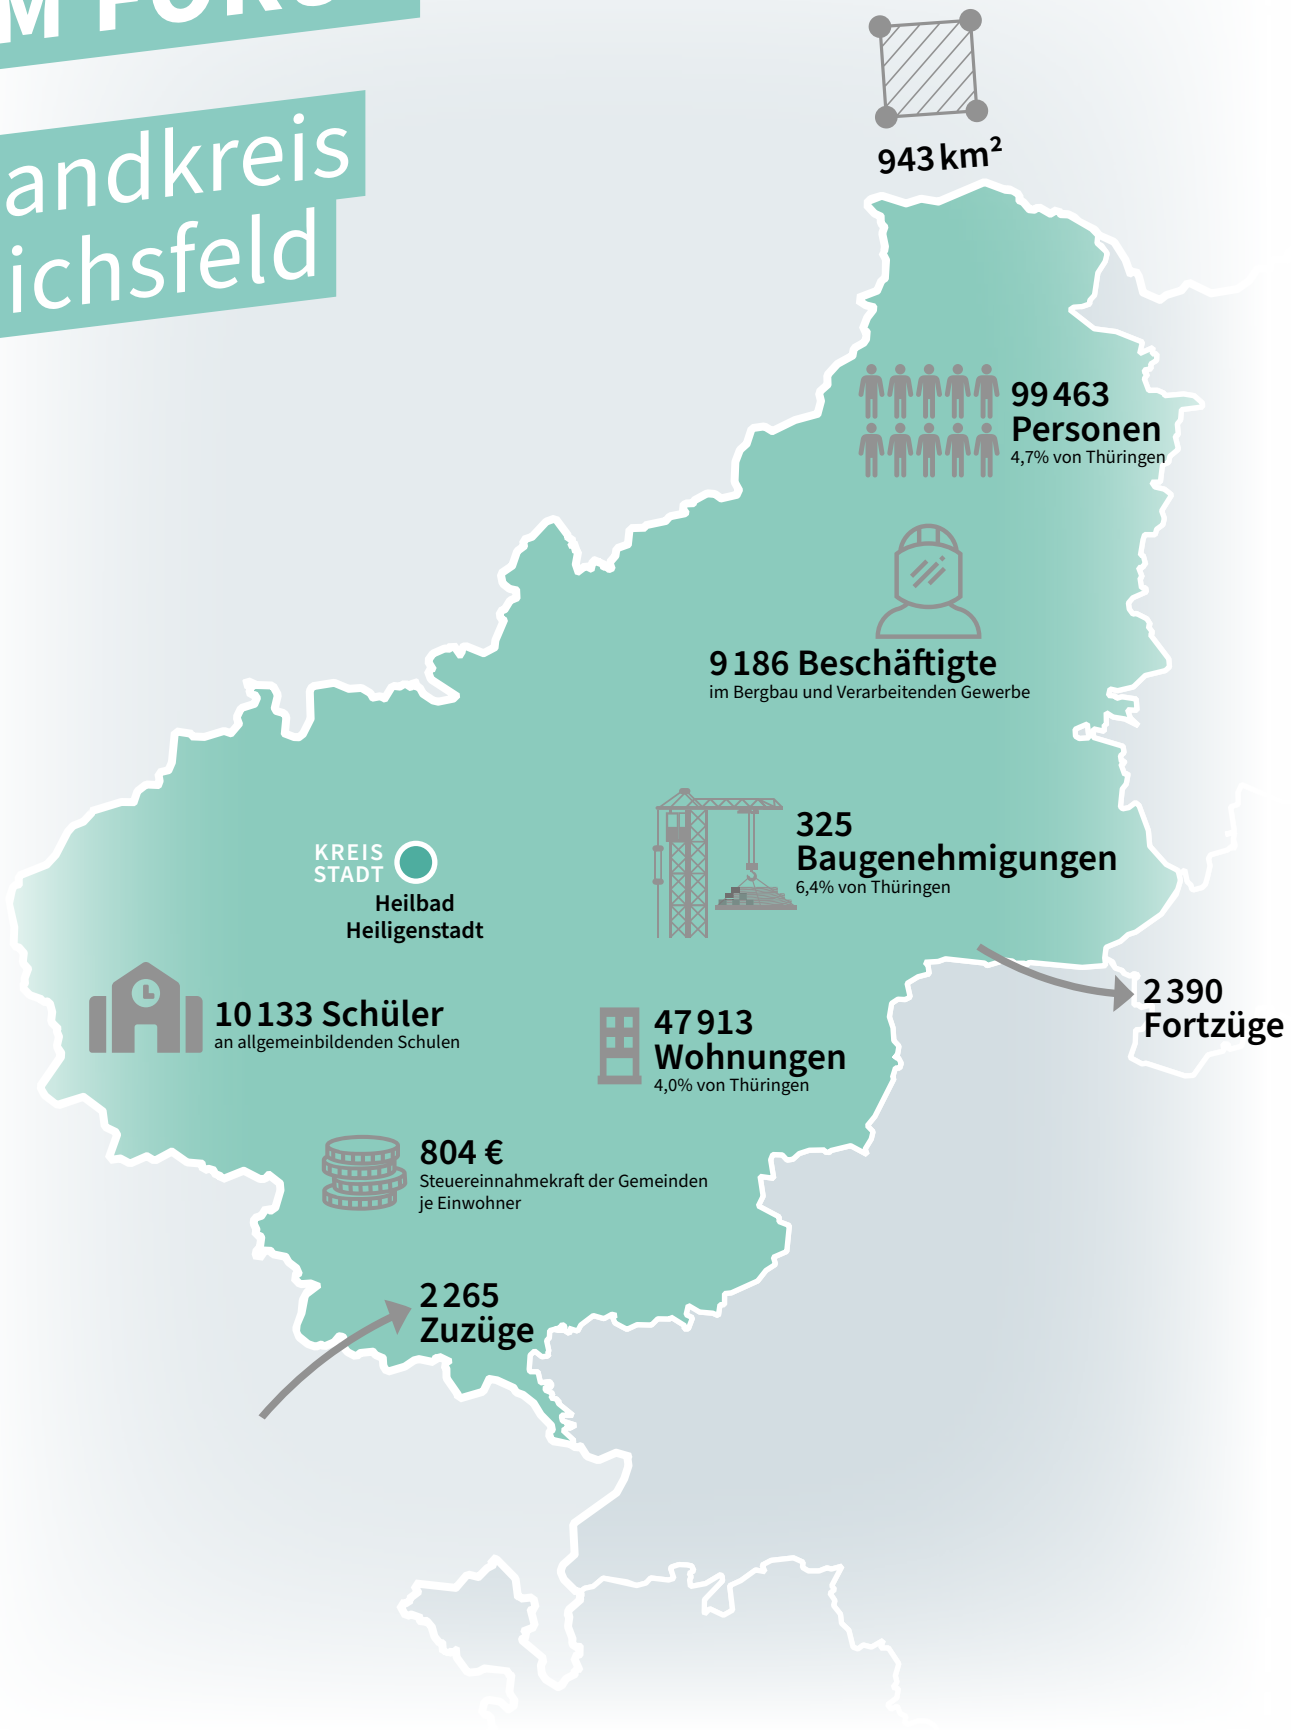 andkreis
ichsfeld
943 km²
99 463
Personen
4,7% von Thüringen
9 186 Beschäftigte
im Bergbau und Verarbeitenden Gewerbe
325
Baugenehmigungen
6,4% von Thüringen
KREIS
STADT
Heilbad
Heiligenstadt
2 390
Fortzüge
10 133 Schüler
an allgemeinbildenden Schulen
47 913
Wohnungen
4,0% von Thüringen
804 €
Steuereinnahmekraft der Gemeinden
je Einwohner
2 265
Zuzüge